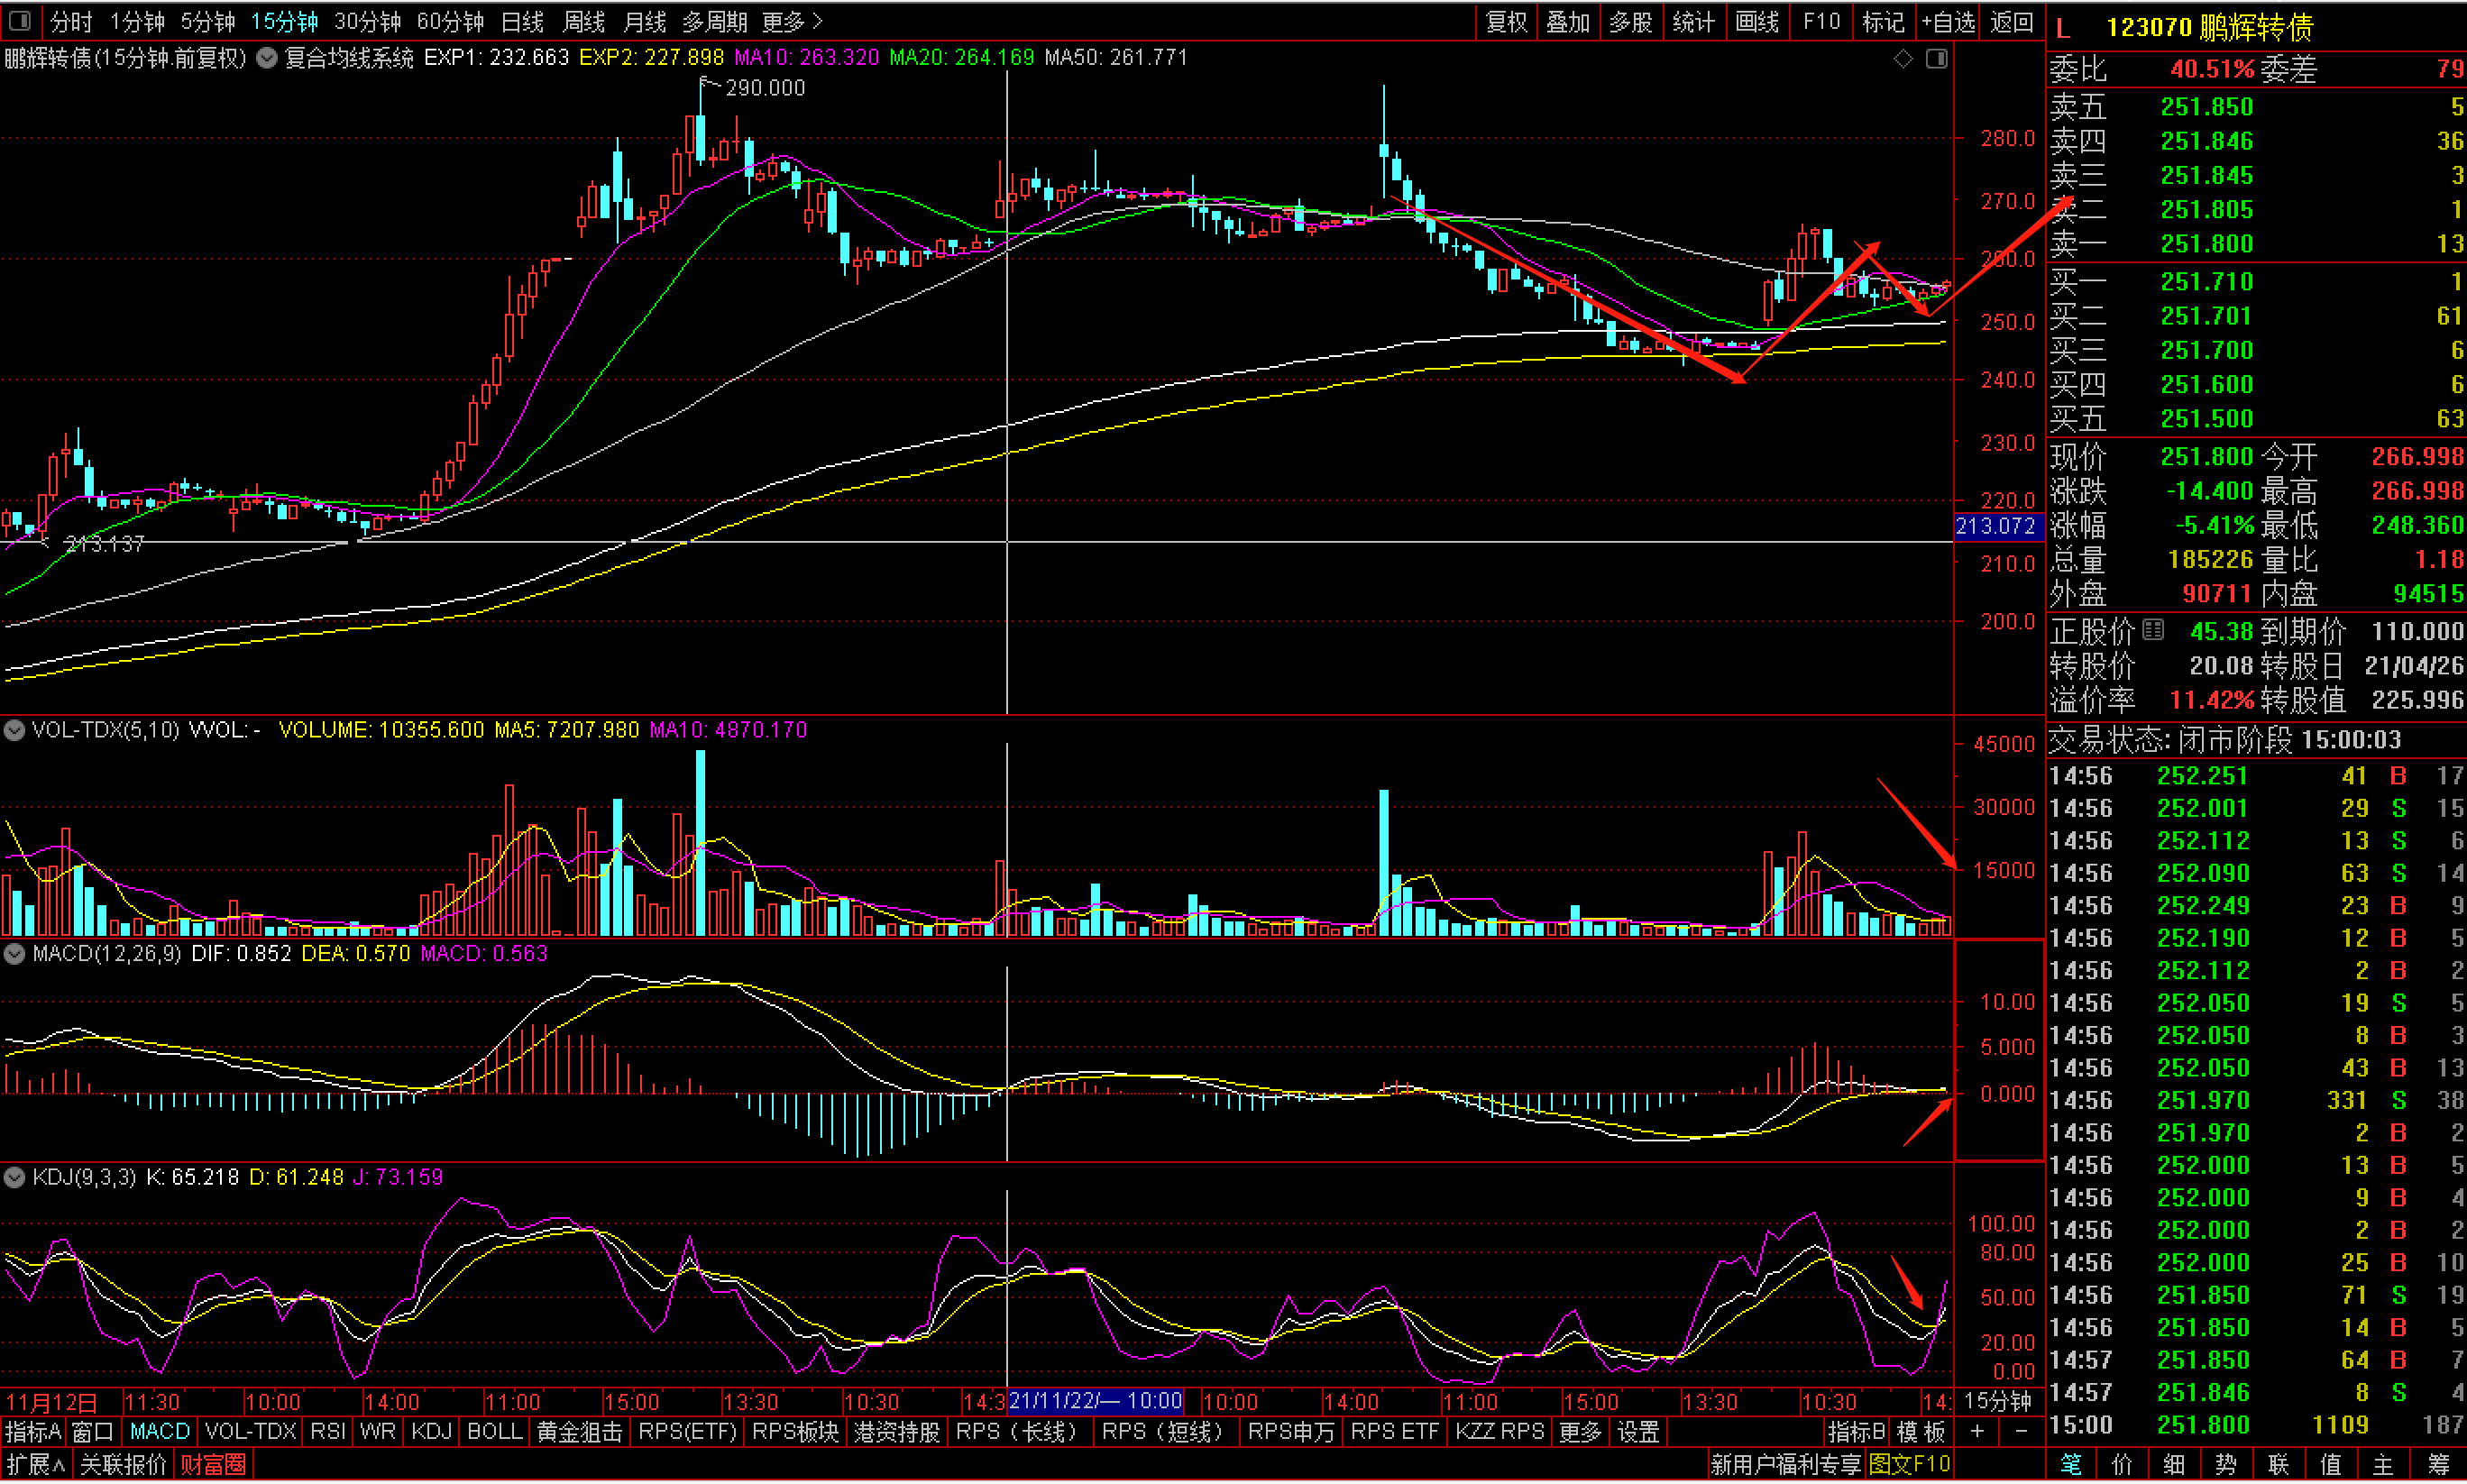 分时 1分钟 5分钟 15分钟 30分钟 60分钟 日线 周线 月线 多周期 更多> 复权 叠加 多股 统计 画线 F10 标记 +自选 返回
L 123070 鹏辉转债
鹏辉转债(15分钟.前复权) 复合均线系统 EXP1: 232.663 EXP2: 227.898 MA10: 263.320 MA20: 264.169 MA50: 261.771
290.000
213.137
280.0
270.0
260.0
250.0
240.0
230.0
220.0
213.072
210.0
200.0
VOL-TDX(5,10) VVOL: - VOLUME: 10355.600 MA5: 7207.980 MA10: 4870.170
45000
30000
15000
MACD(12,26,9) DIF: 0.852 DEA: 0.570 MACD: 0.563
10.00
5.000
0.000
KDJ(9,3,3) K: 65.218 D: 61.248 J: 73.159
100.00
80.00
50.00
20.00
0.00
11月12日 11:30 10:00 14:00 11:00 15:00 13:30 10:30 14:3 21/11/22/一 10:00 10:00 14:00 11:00 15:00 13:30 10:30 14: 15分钟
指标A 窗口 MACD VOL-TDX RSI WR KDJ BOLL 黄金狙击 RPS(ETF) RPS板块 港资持股 RPS（长线） RPS（短线） RPS申万 RPS ETF KZZ RPS 更多 设置 指标B 模板 + −
扩展∧ 关联报价 财富圈 新用户福利专享 图文F10
委比 40.51% 委差 79
卖五 251.850 5
卖四 251.846 36
卖三 251.845 3
卖二 251.805 1
卖一 251.800 13
买一 251.710 1
买二 251.701 61
买三 251.700 6
买四 251.600 6
买五 251.500 63
现价 251.800 今开 266.998
涨跌 -14.400 最高 266.998
涨幅 -5.41% 最低 248.360
总量 185226 量比 1.18
外盘 90711 内盘 94515
正股价 45.38 到期价 110.000
转股价 20.08 转股日 21/04/26
溢价率 11.42% 转股值 225.996
交易状态: 闭市阶段 15:00:03
14:56 252.251 41 B 17
14:56 252.001 29 S 15
14:56 252.112 13 S 6
14:56 252.090 63 S 14
14:56 252.249 23 B 9
14:56 252.190 12 B 5
14:56 252.112 2 B 2
14:56 252.050 19 S 5
14:56 252.050 8 B 3
14:56 252.050 43 B 13
14:56 251.970 331 S 38
14:56 251.970 2 B 2
14:56 252.000 13 B 5
14:56 252.000 9 B 4
14:56 252.000 2 B 2
14:56 252.000 25 B 10
14:56 251.850 71 S 19
14:56 251.850 14 B 5
14:57 251.850 64 B 7
14:57 251.846 8 S 4
15:00 251.800 1109 187
笔 价 细 势 联 值 主 筹